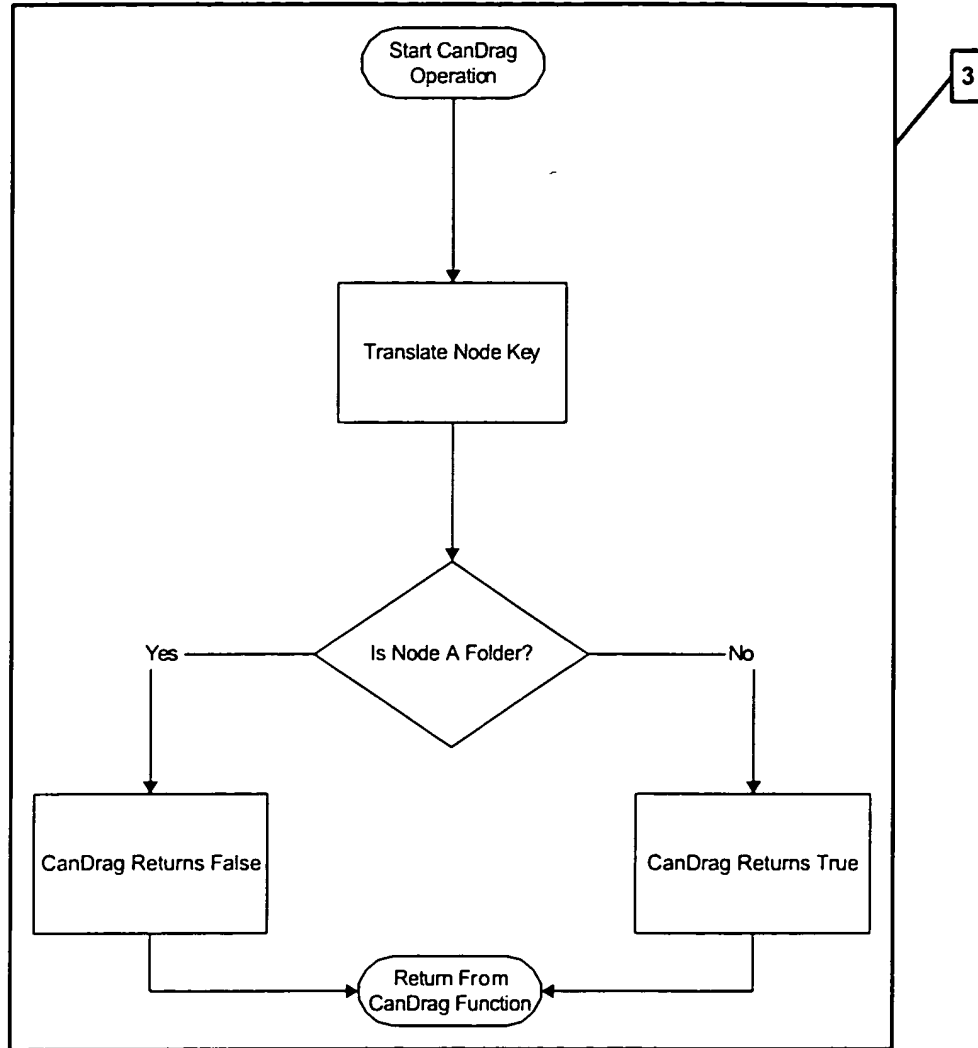 Start CanDrag
Operation
3
Translate Node Key
Is Node A Folder?
Yes
No
CanDrag Returns False
CanDrag Returns True
Return From
CanDrag Function